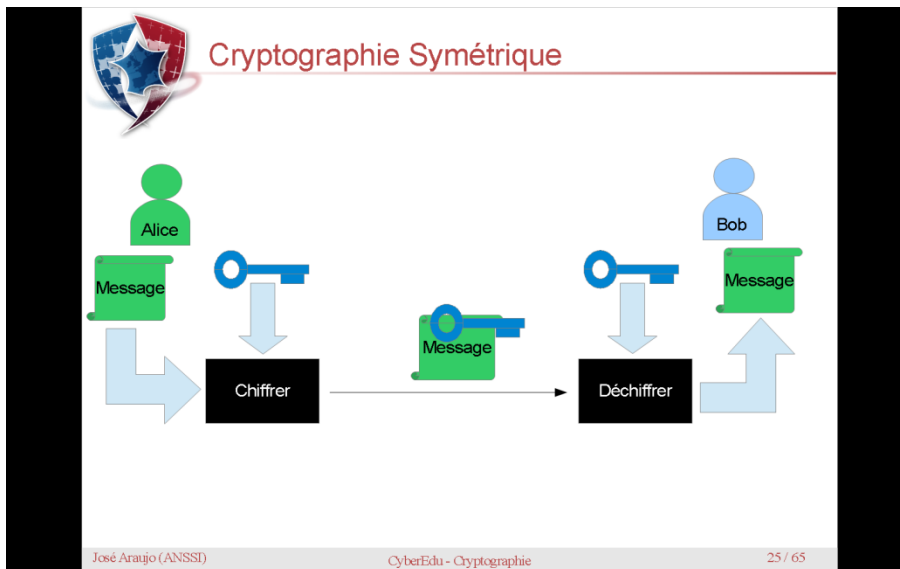 Cryptographie Symétrique
Alice
Bob
Message
Message
Message
Chiffrer
Déchiffrer
José Araujo (ANSSI)
CyberEdu - Cryptographie
25 / 65